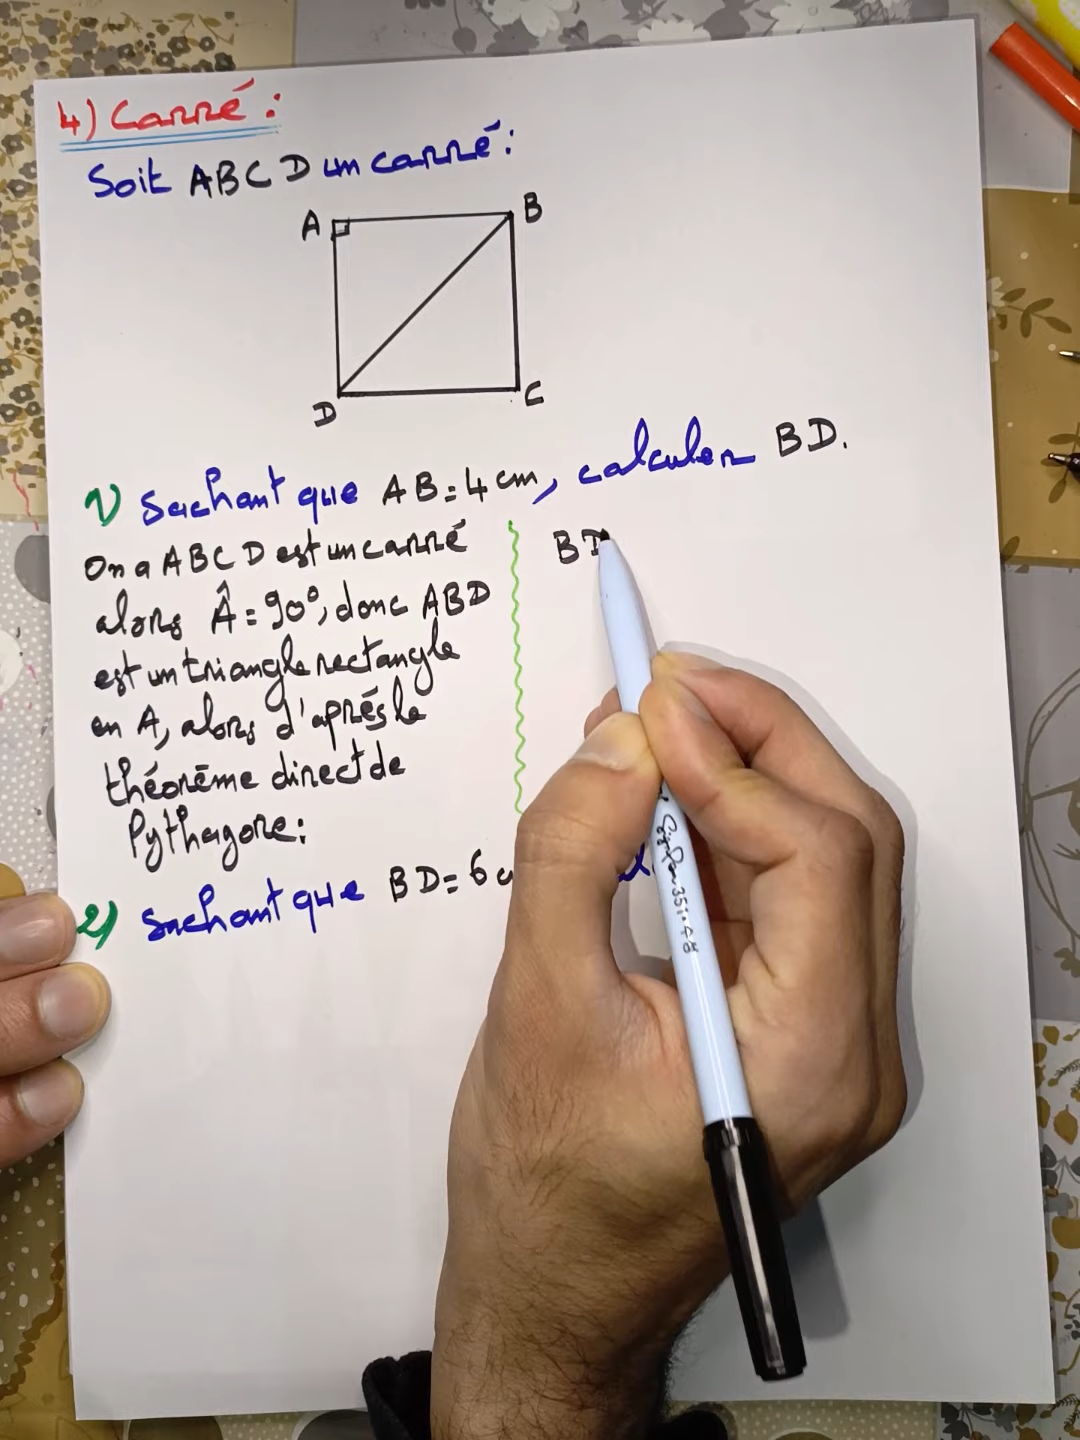 4) Carré :
Soit ABCD un carré :
A B
D C
1) Sachant que AB = 4 cm, calculer BD.
On a ABCD est un carré
alors Â = 90°, donc ABD
est un triangle rectangle
en A, alors d'après le
théorème direct de
Pythagore :
BD
2) Sachant que BD = 6